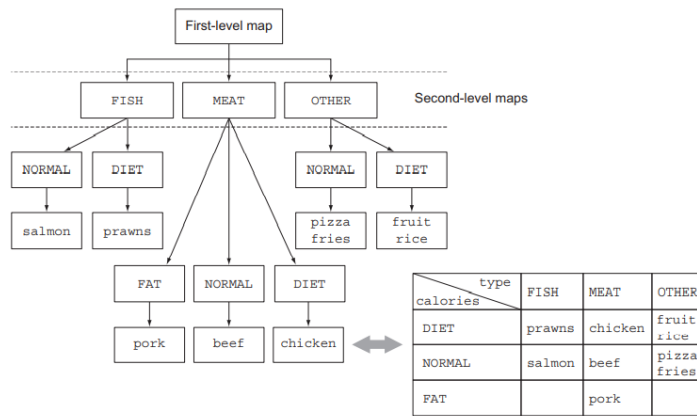 First-level map
FISH
MEAT
OTHER
Second-level maps
NORMAL
DIET
NORMAL
DIET
salmon
prawns
pizza
fries
fruit
rice
FAT
NORMAL
DIET
pork
beef
chicken
type
calories
FISH
MEAT
OTHER
DIET
prawns
chicken
fruit
rice
NORMAL
salmon
beef
pizza
fries
FAT
pork